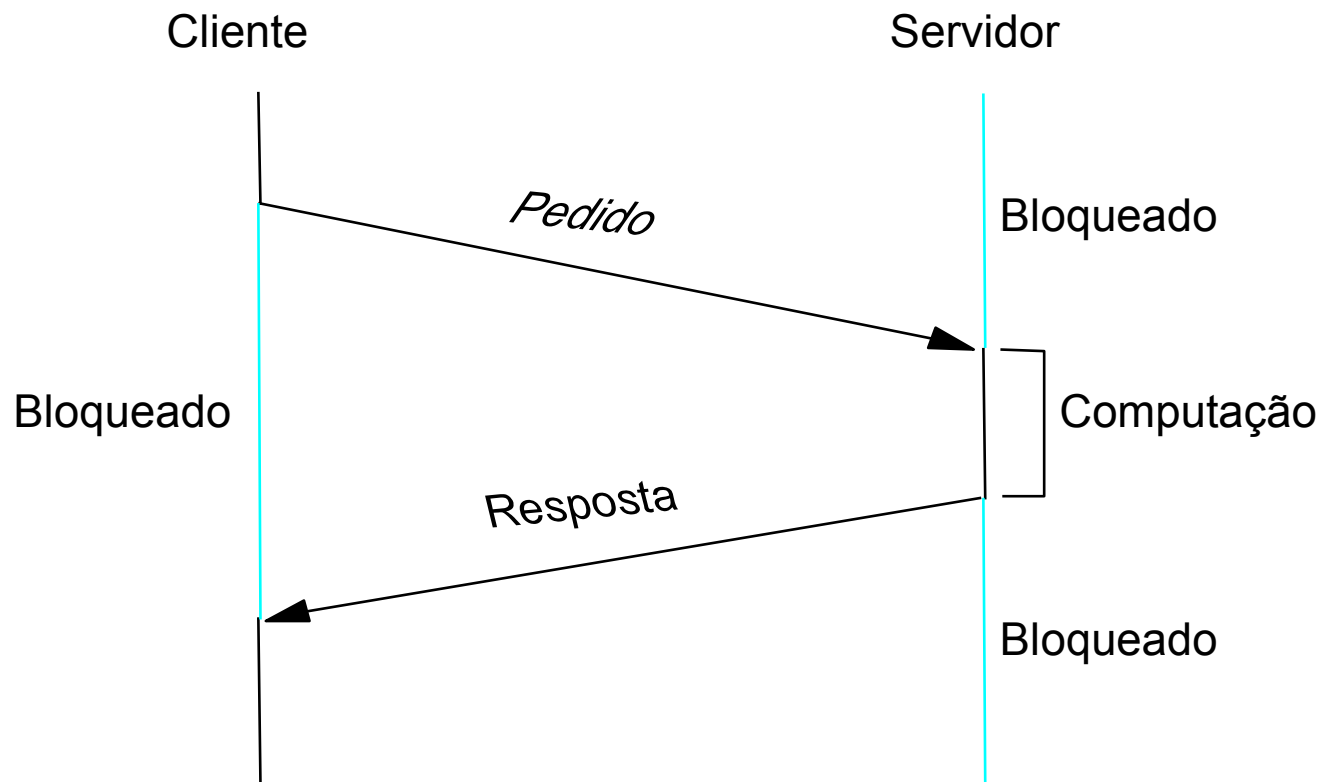 Cliente
Servidor
Pedido
Bloqueado
Bloqueado
Computação
Resposta
Bloqueado